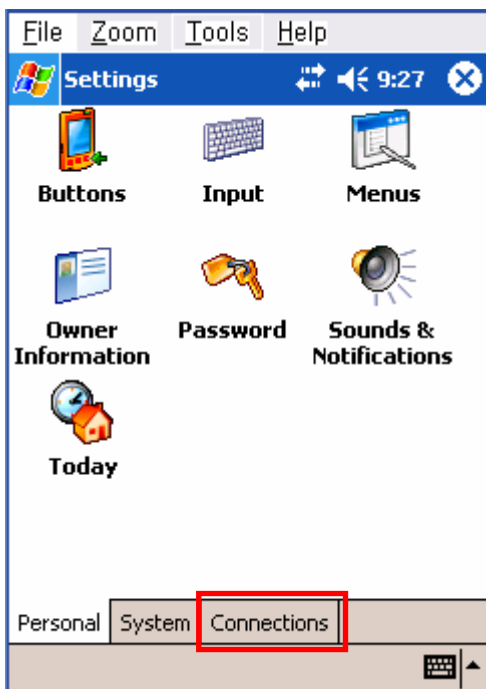 File Zoom Tools Help
Settings 9:27
Buttons Input Menus
Owner Information Password Sounds & Notifications
Today
Personal System Connections